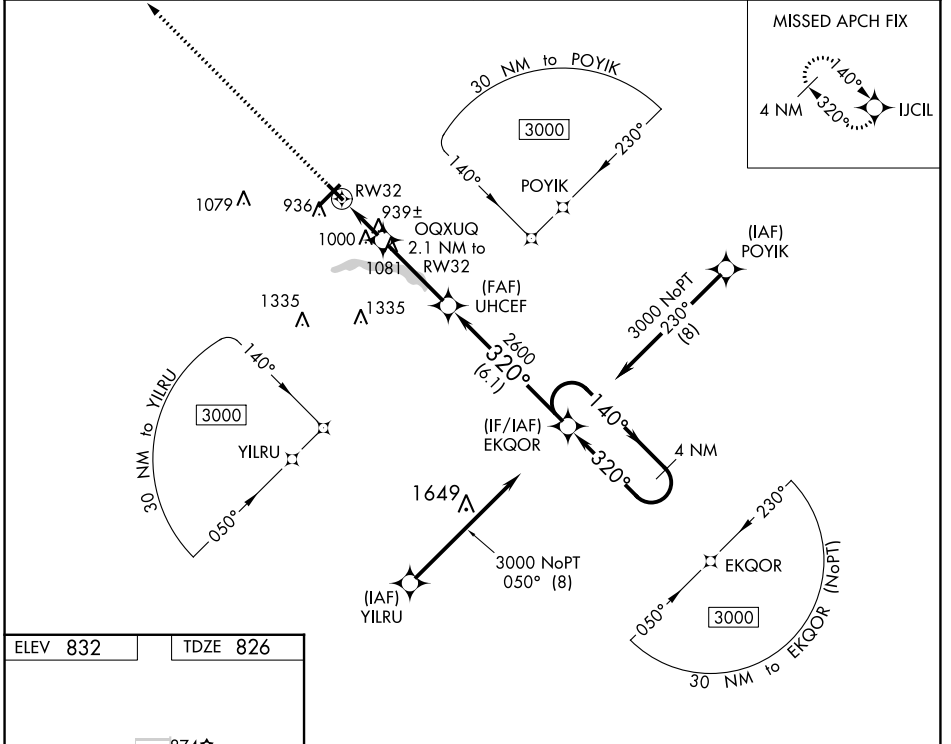 MISSED APCH FIX
140°
4 NM
320°
IJCIL
30 NM to POYIK
3000
140°
230°
POYIK
RW32
1079
936
939±
1000
OQXUQ
2.1 NM to
RW32
1081
(FAF)
UHCEF
1335
1335
(IAF)
POYIK
3000 NoPT
230°
(8)
2600
320°
(6.1)
30 NM to YILRU
140°
3000
YILRU
050°
(IF/IAF)
EKQOR
140°
320°
4 NM
1649
3000 NoPT
050° (8)
(IAF)
YILRU
230°
EKQOR
050°
3000
30 NM to EKQOR (NoPT)
ELEV 832
TDZE 826